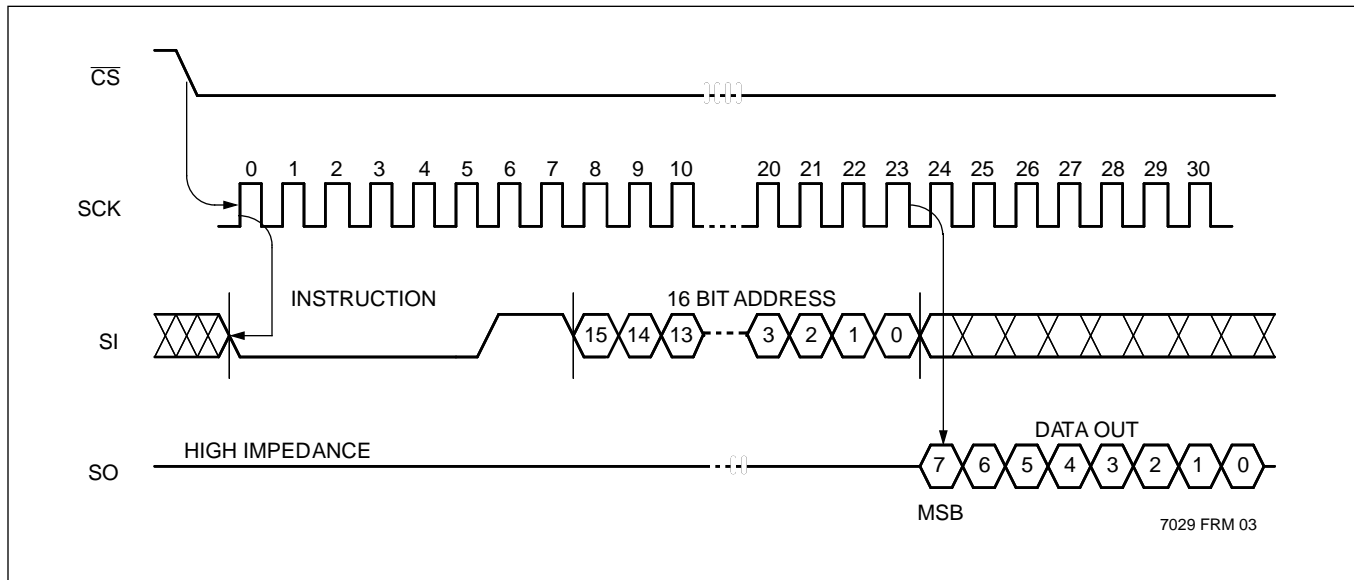 CS
0 1 2 3 4 5 6 7 8 9 10 20 21 22 23 24 25 26 27 28 29 30
SCK
INSTRUCTION 16 BIT ADDRESS
SI 15 14 13 3 2 1 0
HIGH IMPEDANCE DATA OUT
SO 7 6 5 4 3 2 1 0
MSB
7029 FRM 03